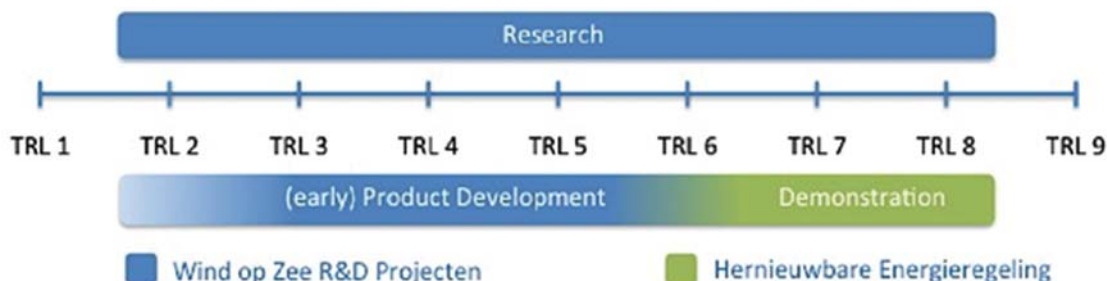 Research
TRL 1 TRL 2 TRL 3 TRL 4 TRL 5 TRL 6 TRL 7 TRL 8 TRL 9
(early) Product Development Demonstration
Wind op Zee R&D Projecten Hernieuwbare Energieregeling